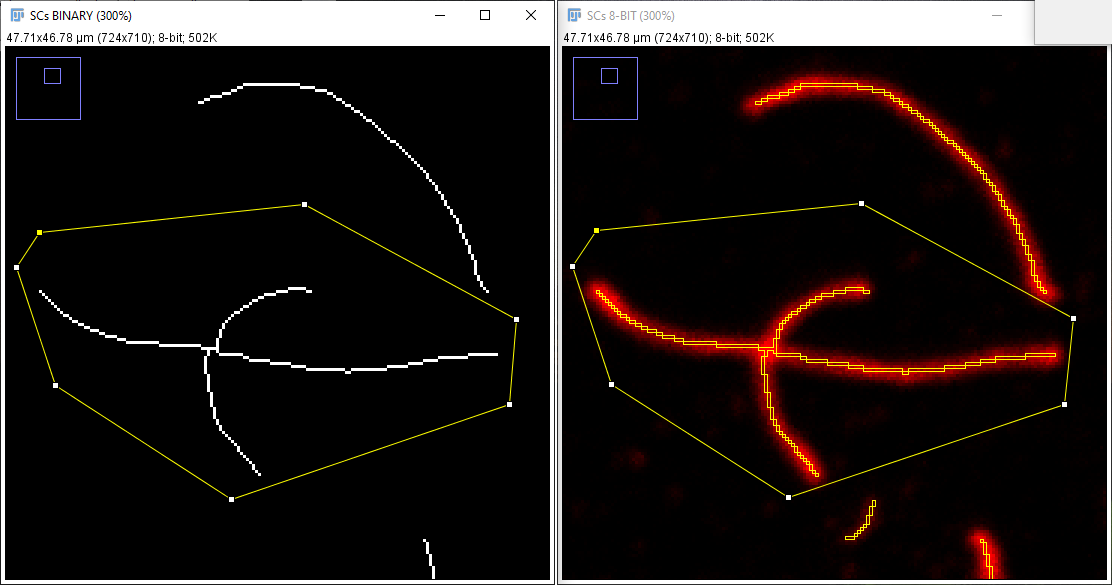 SCs BINARY (300%)
47.71x46.78 µm (724x710); 8-bit; 502K
SCs 8-BIT (300%)
47.71x46.78 µm (724x710); 8-bit; 502K